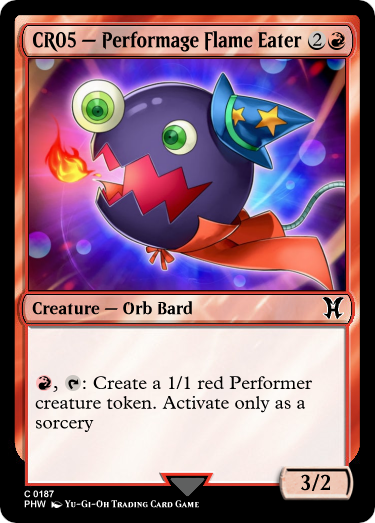 CR05 — Performage Flame Eater 2
Creature — Orb Bard
: Create a 1/1 red Performer
creature token. Activate only as a
sorcery
3/2
C 0187
PHW Yu-Gi-Oh Trading Card Game